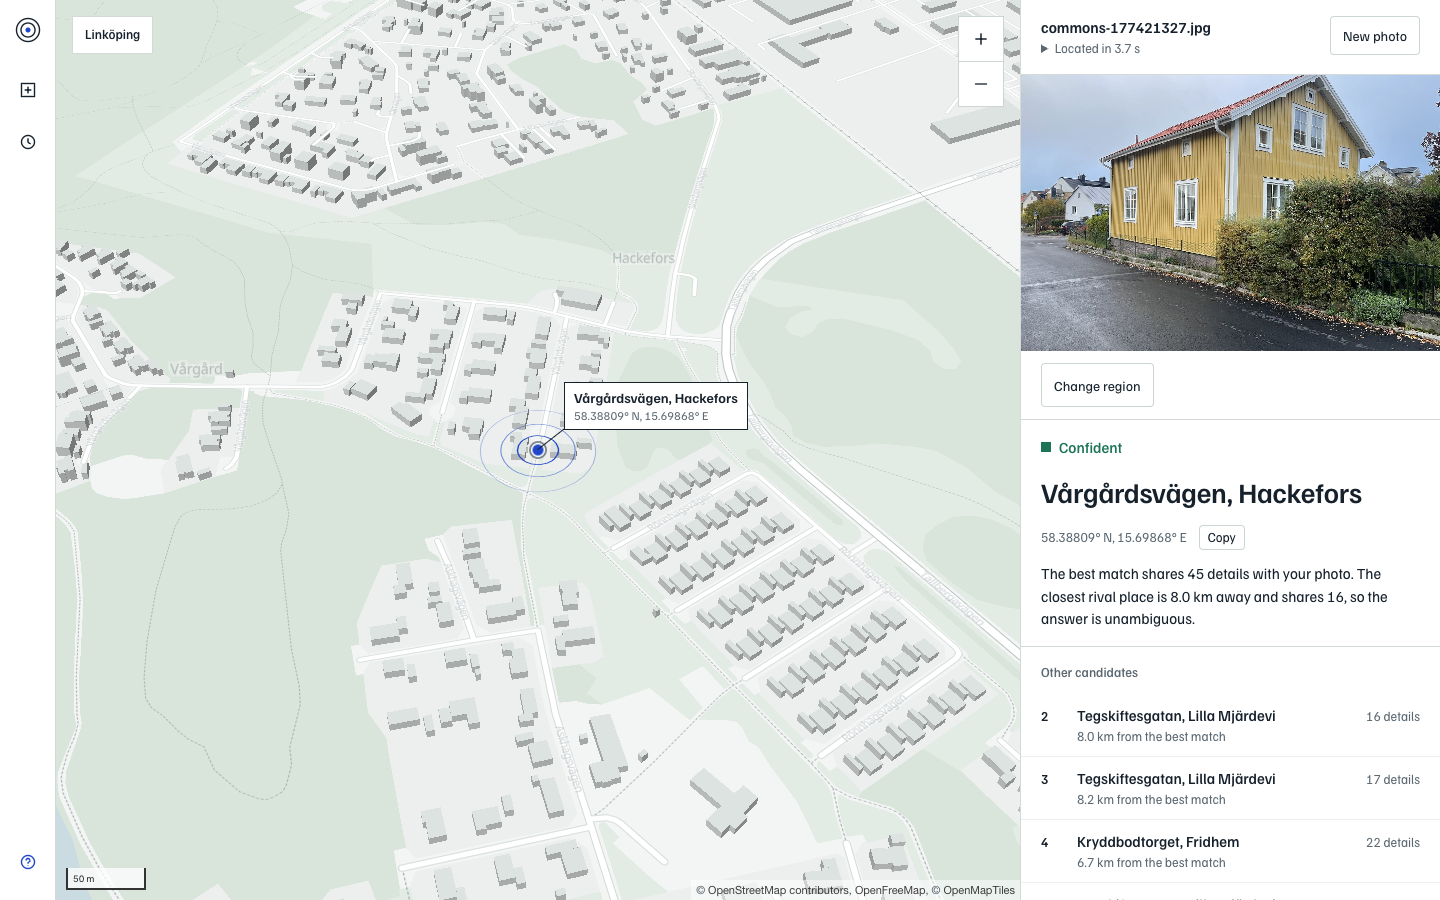 Linköping
+
−
Hackefors
Vårgård
Vårgårdsvägen, Hackefors
58.38809° N, 15.69868° E
50 m
© OpenStreetMap contributors, OpenFreeMap, © OpenMapTiles
commons-177421327.jpg
Located in 3.7 s
New photo
Change region
Confident
Vårgårdsvägen, Hackefors
58.38809° N, 15.69868° E
Copy
The best match shares 45 details with your photo. The
closest rival place is 8.0 km away and shares 16, so the
answer is unambiguous.
Other candidates
2 Tegskiftesgatan, Lilla Mjärdevi 16 details
8.0 km from the best match
3 Tegskiftesgatan, Lilla Mjärdevi 17 details
8.2 km from the best match
4 Kryddbodtorget, Fridhem 22 details
6.7 km from the best match